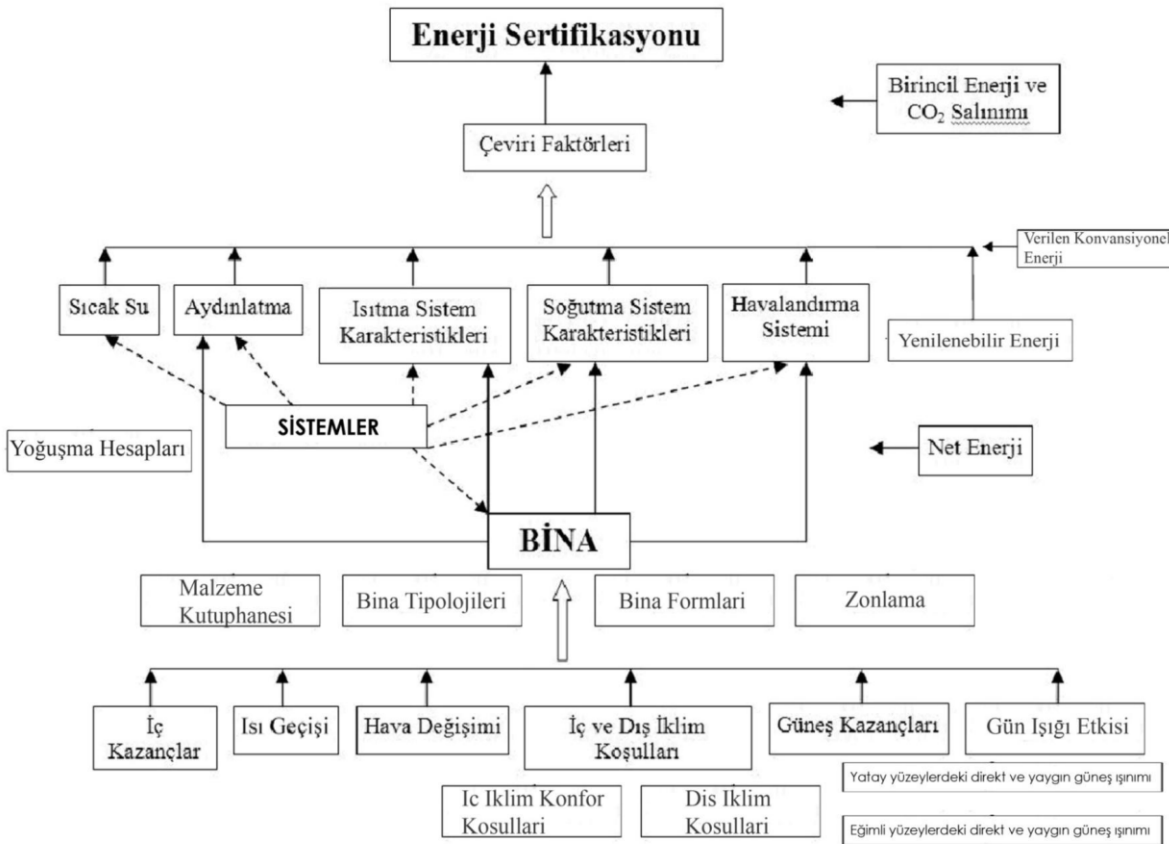 Enerji Sertifikasyonu
Birincil Enerji ve
CO₂ Salınımı
Çeviri Faktörleri
Verilen Konvansiyonel
Enerji
Sıcak Su
Aydınlatma
Isıtma Sistem
Karakteristikleri
Soğutma Sistem
Karakteristikleri
Havalandırma
Sistemi
Yenilenebilir Enerji
SİSTEMLER
Yoğuşma Hesapları
Net Enerji
BİNA
Malzeme
Kutuphanesi
Bina Tipolojileri
Bina Formlari
Zonlama
İç
Kazançlar
Isı Geçişi
Hava Değişimi
İç ve Dış İklim
Koşulları
Güneş Kazançları
Gün Işığı Etkisi
Yatay yüzeylerdeki direkt ve yaygın güneş ışınımı
Ic Iklim Konfor
Kosullari
Dis Iklim
Kosullari
Eğimli yüzeylerdeki direkt ve yaygın güneş ışınımı